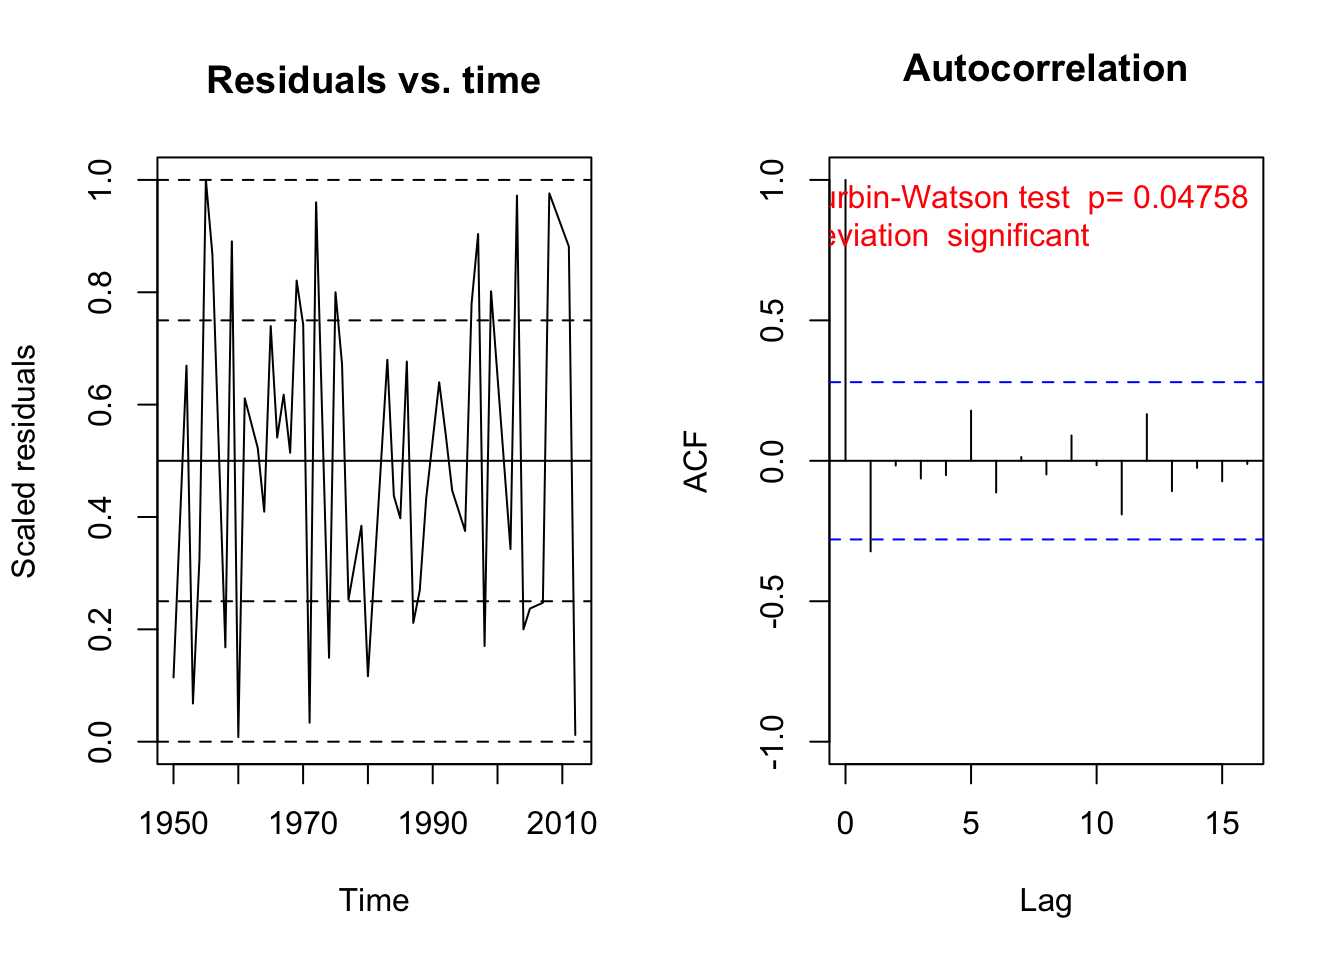 Residuals vs. time
Scaled residuals
1.0
0.8
0.6
0.4
0.2
0.0
1950 1970 1990 2010
Time
Autocorrelation
urbin-Watson test p= 0.04758
eviation significant
ACF
1.0
0.5
0.0
-0.5
-1.0
0 5 10 15
Lag